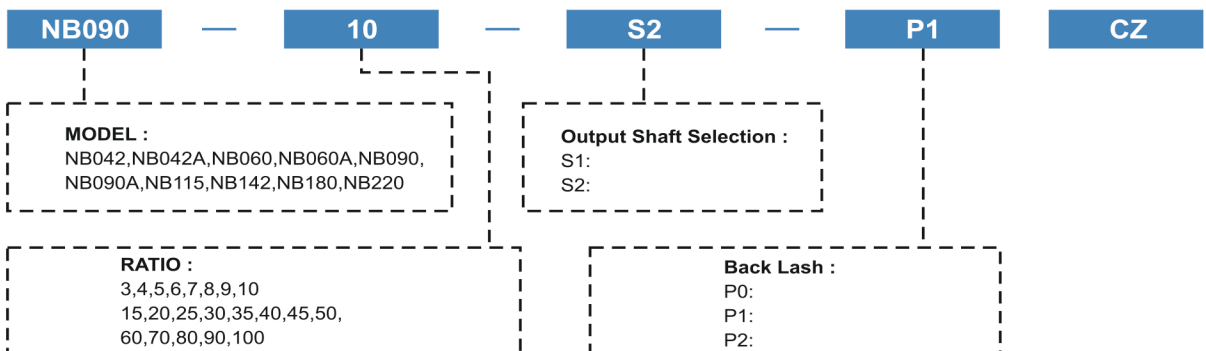 NB090 — 10 — S2 — P1 CZ
MODEL :
NB042,NB042A,NB060,NB060A,NB090,
NB090A,NB115,NB142,NB180,NB220
Output Shaft Selection :
S1:
S2:
RATIO :
3,4,5,6,7,8,9,10
15,20,25,30,35,40,45,50,
60,70,80,90,100
Back Lash :
P0:
P1:
P2: